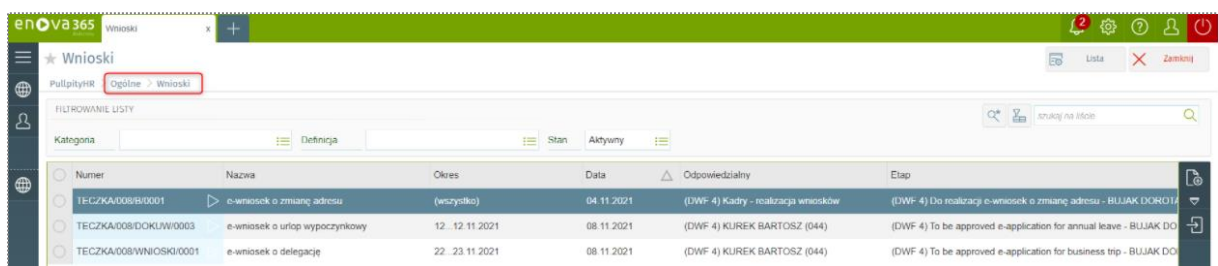 enova365 Wnioski x + 2
Wnioski Lista Zamknij
PullpityHR > Ogólne > Wnioski
FILTROWANIE LISTY szukaj na liście
Kategoria Definicja Stan Aktywny
Numer Nazwa Okres Data Odpowiedzialny Etap
TECZKA/008/B/0001 e-wniosek o zmianę adresu (wszystko) 04.11.2021 (DWF 4) Kadry - realizacja wniosków (DWF 4) Do realizacji e-wniosek o zmianę adresu - BUJAK DOROTA
TECZKA/008/DOKUW/0003 e-wniosek o urlop wypoczynkowy 12...12.11.2021 08.11.2021 (DWF 4) KUREK BARTOSZ (044) (DWF 4) To be approved e-application for annual leave - BUJAK DO
TECZKA/008/WNIOSKI/0001 e-wniosek o delegację 22...23.11.2021 08.11.2021 (DWF 4) KUREK BARTOSZ (044) (DWF 4) To be approved e-application for business trip - BUJAK DO